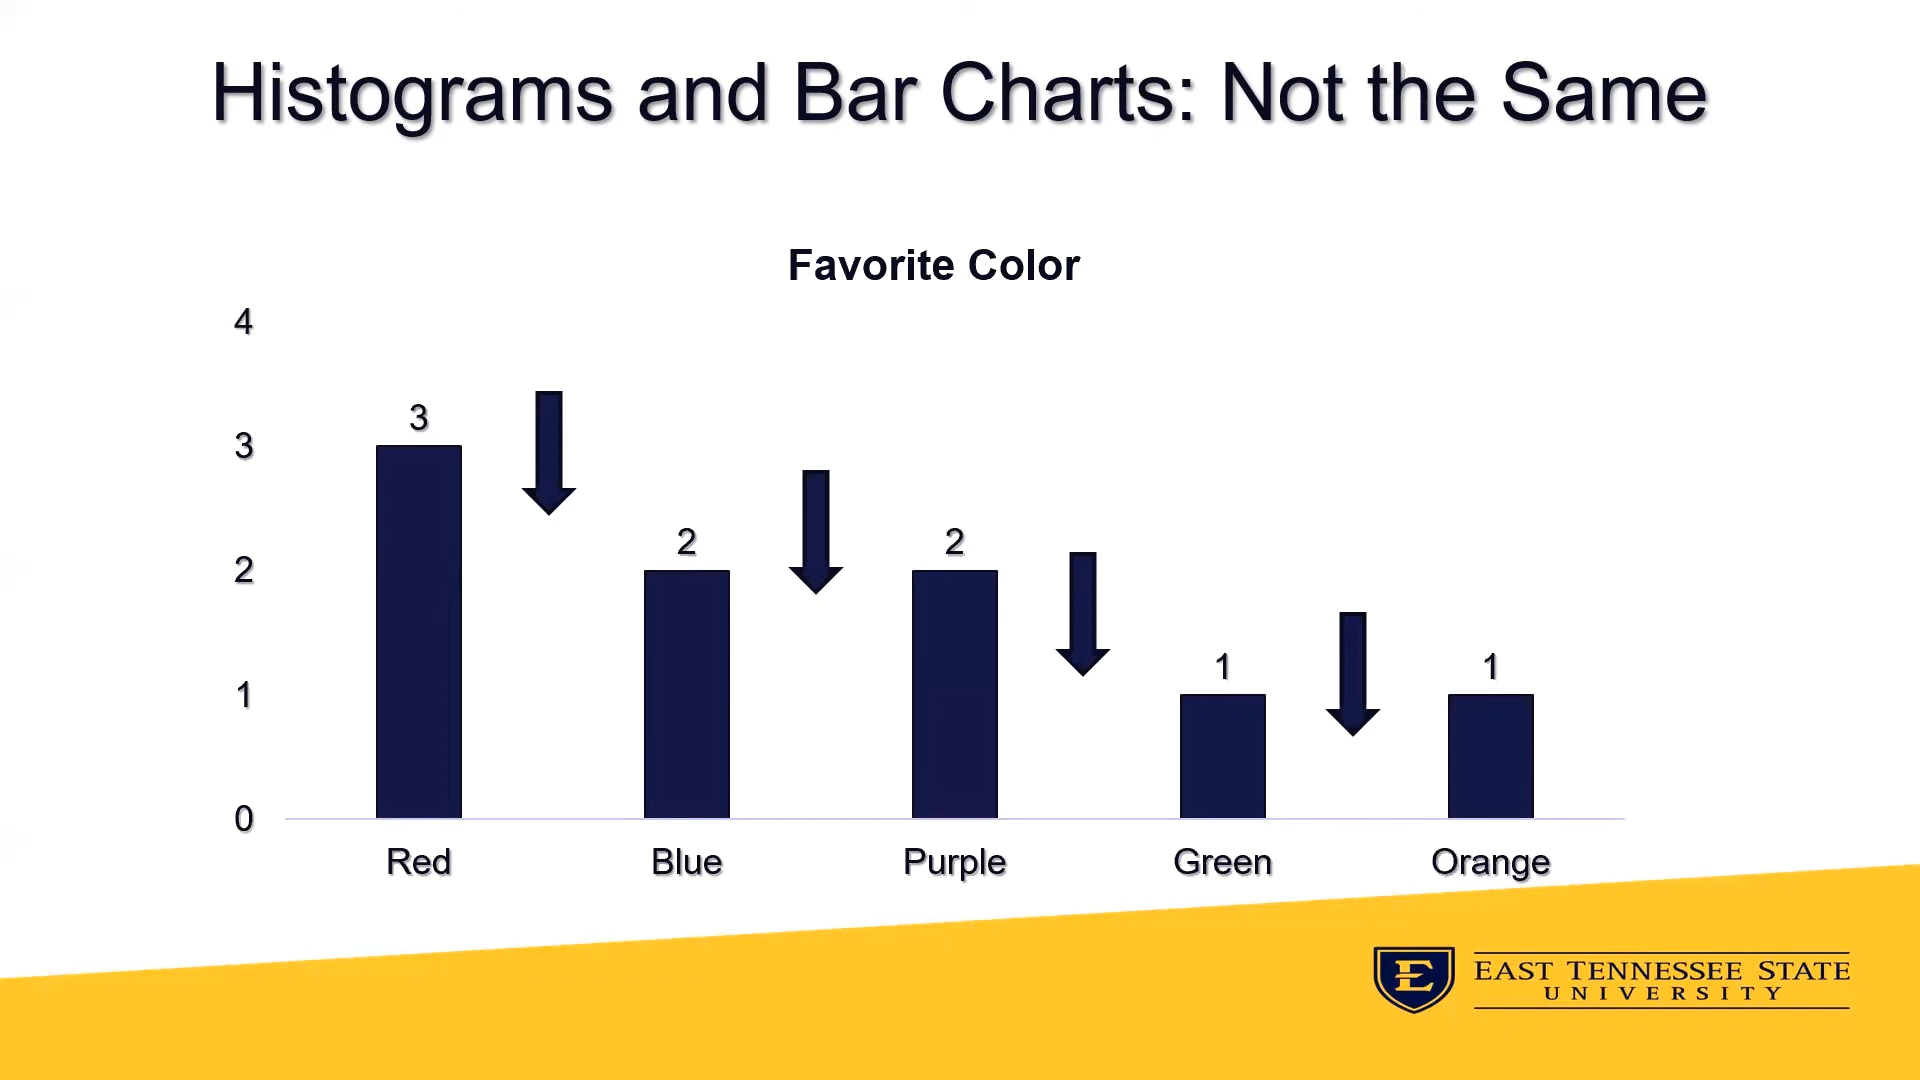 Histograms and Bar Charts: Not the Same
Favorite Color
4
3
3
2
2
2
1
1
1
0
Red Blue Purple Green Orange
E
EAST TENNESSEE STATE
UNIVERSITY